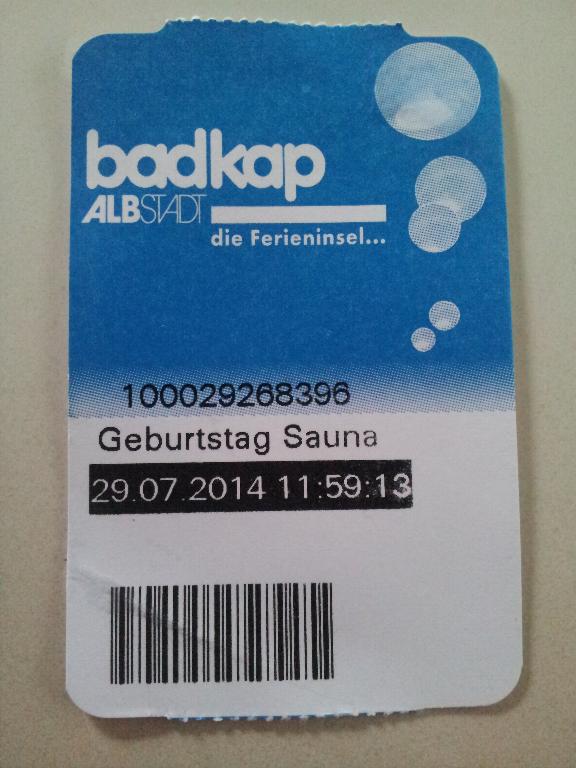 badkap
ALBSTADT
die Ferieninsel...
100029268396
Geburtstag Sauna
29.07.2014 11:59:13